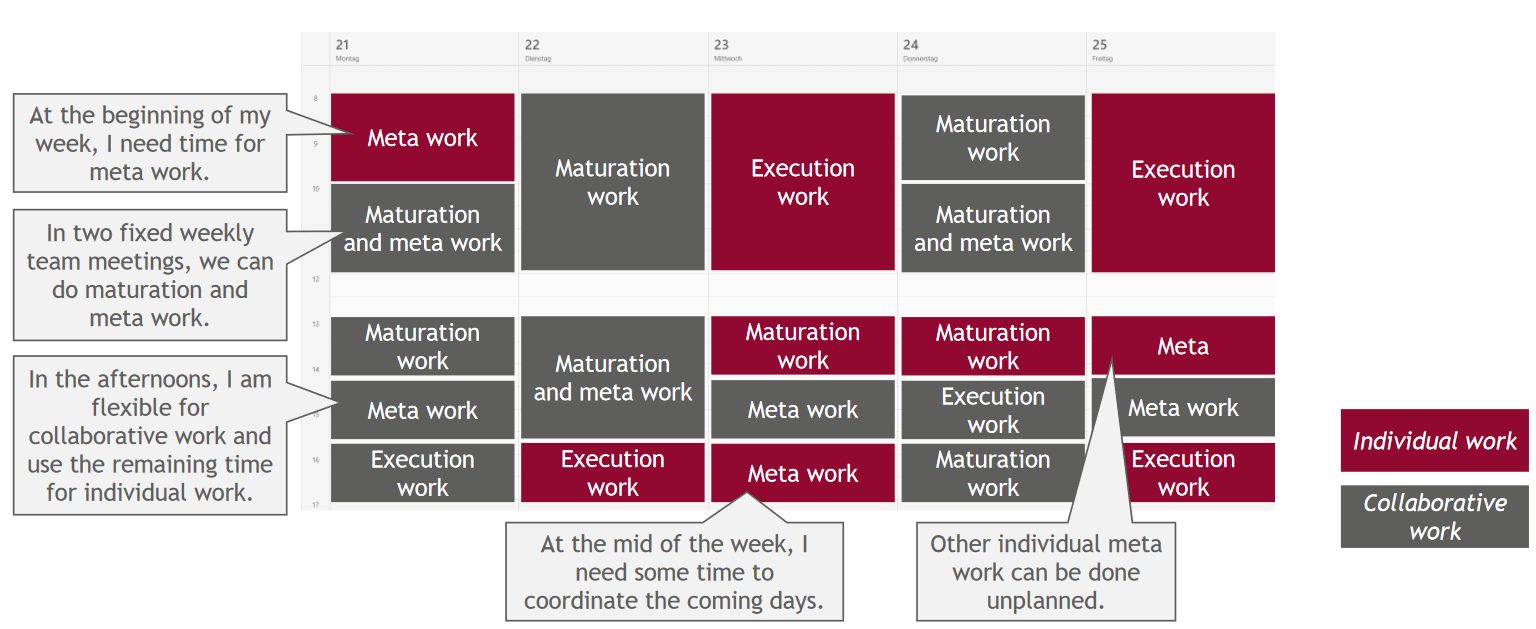 21
Montag
22
Dienstag
23
Mittwoch
24
Donnerstag
25
Freitag
8
9
10
12
13
14
15
16
17
At the beginning of my
week, I need time for
meta work.
In two fixed weekly
team meetings, we can
do maturation and
meta work.
In the afternoons, I am
flexible for
collaborative work and
use the remaining time
for individual work.
Meta work
Maturation
and meta work
Maturation
work
Meta work
Execution
work
Maturation
work
Maturation
and meta work
Execution
work
Execution
work
Maturation
work
Meta work
Meta work
Maturation
work
Maturation
and meta work
Maturation
work
Execution
work
Maturation
work
Execution
work
Meta
Meta work
Execution
work
At the mid of the week, I
need some time to
coordinate the coming days.
Other individual meta
work can be done
unplanned.
Individual work
Collaborative
work